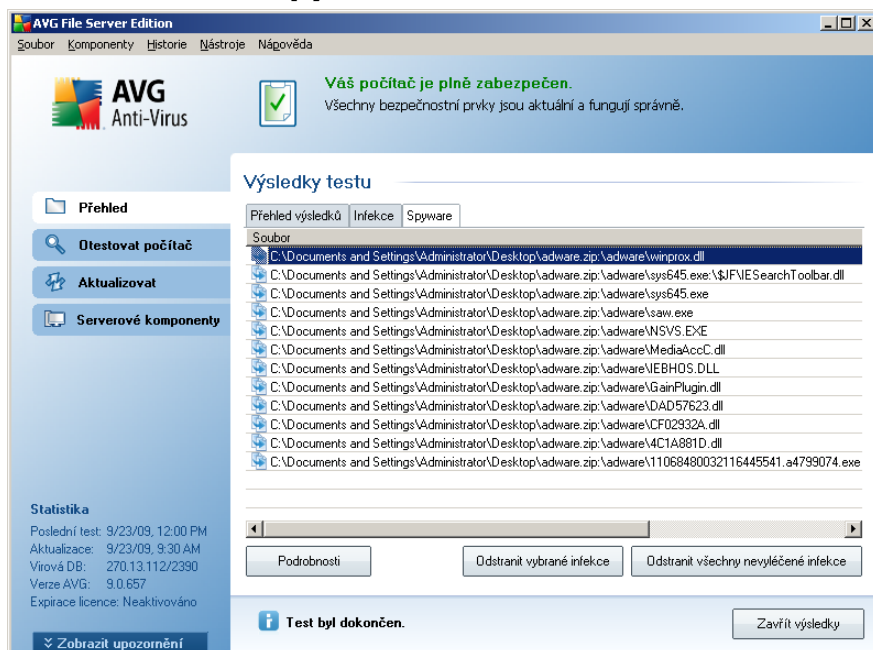 AVG File Server Edition
Soubor Komponenty Historie Nástroje Nápověda
AVG
Anti-Virus
Váš počítač je plně zabezpečen.
Všechny bezpečnostní prvky jsou aktuální a fungují správně.
Přehled
Otestovat počítač
Aktualizovat
Serverové komponenty
Výsledky testu
Přehled výsledků Infekce Spyware
Soubor
C:\Documents and Settings\Administrator\Desktop\adware.zip:\adware\winprox.dll
C:\Documents and Settings\Administrator\Desktop\adware.zip:\adware\sys645.exe:\$JF\IESearchToolbar.dll
C:\Documents and Settings\Administrator\Desktop\adware.zip:\adware\sys645.exe
C:\Documents and Settings\Administrator\Desktop\adware.zip:\adware\saw.exe
C:\Documents and Settings\Administrator\Desktop\adware.zip:\adware\NSVS.EXE
C:\Documents and Settings\Administrator\Desktop\adware.zip:\adware\MediaAccC.dll
C:\Documents and Settings\Administrator\Desktop\adware.zip:\adware\IEBHOS.DLL
C:\Documents and Settings\Administrator\Desktop\adware.zip:\adware\GainPlugin.dll
C:\Documents and Settings\Administrator\Desktop\adware.zip:\adware\DAD57623.dll
C:\Documents and Settings\Administrator\Desktop\adware.zip:\adware\CF02932A.dll
C:\Documents and Settings\Administrator\Desktop\adware.zip:\adware\4C1A881D.dll
C:\Documents and Settings\Administrator\Desktop\adware.zip:\adware\11068480032116445541.a4799074.exe
Podrobnosti
Odstranit vybrané infekce
Odstranit všechny nevyléčené infekce
Statistika
Poslední test: 9/23/09, 12:00 PM
Aktualizace: 9/23/09, 9:30 AM
Virová DB: 270.13.112/2390
Verze AVG: 9.0.657
Expirace licence: Neaktivováno
Zobrazit upozornění
Test byl dokončen.
Zavřít výsledky